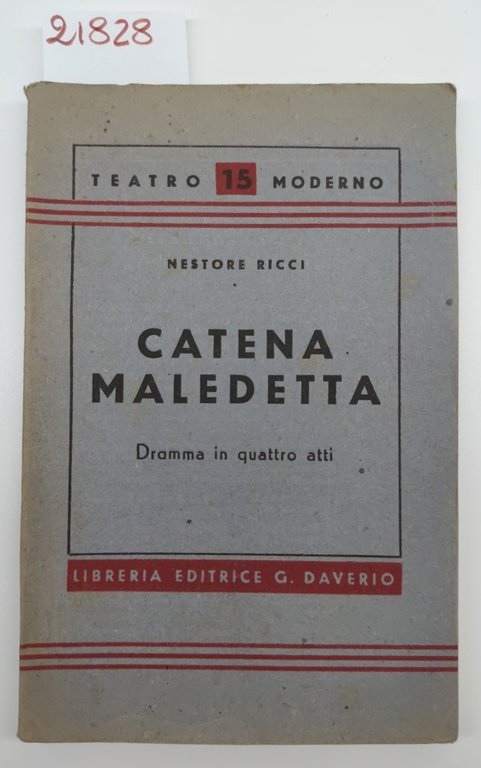 21828
TEATRO 15 MODERNO
NESTORE RICCI
CATENA
MALEDETTA
Dramma in quattro atti
LIBRERIA EDITRICE G. DAVERIO